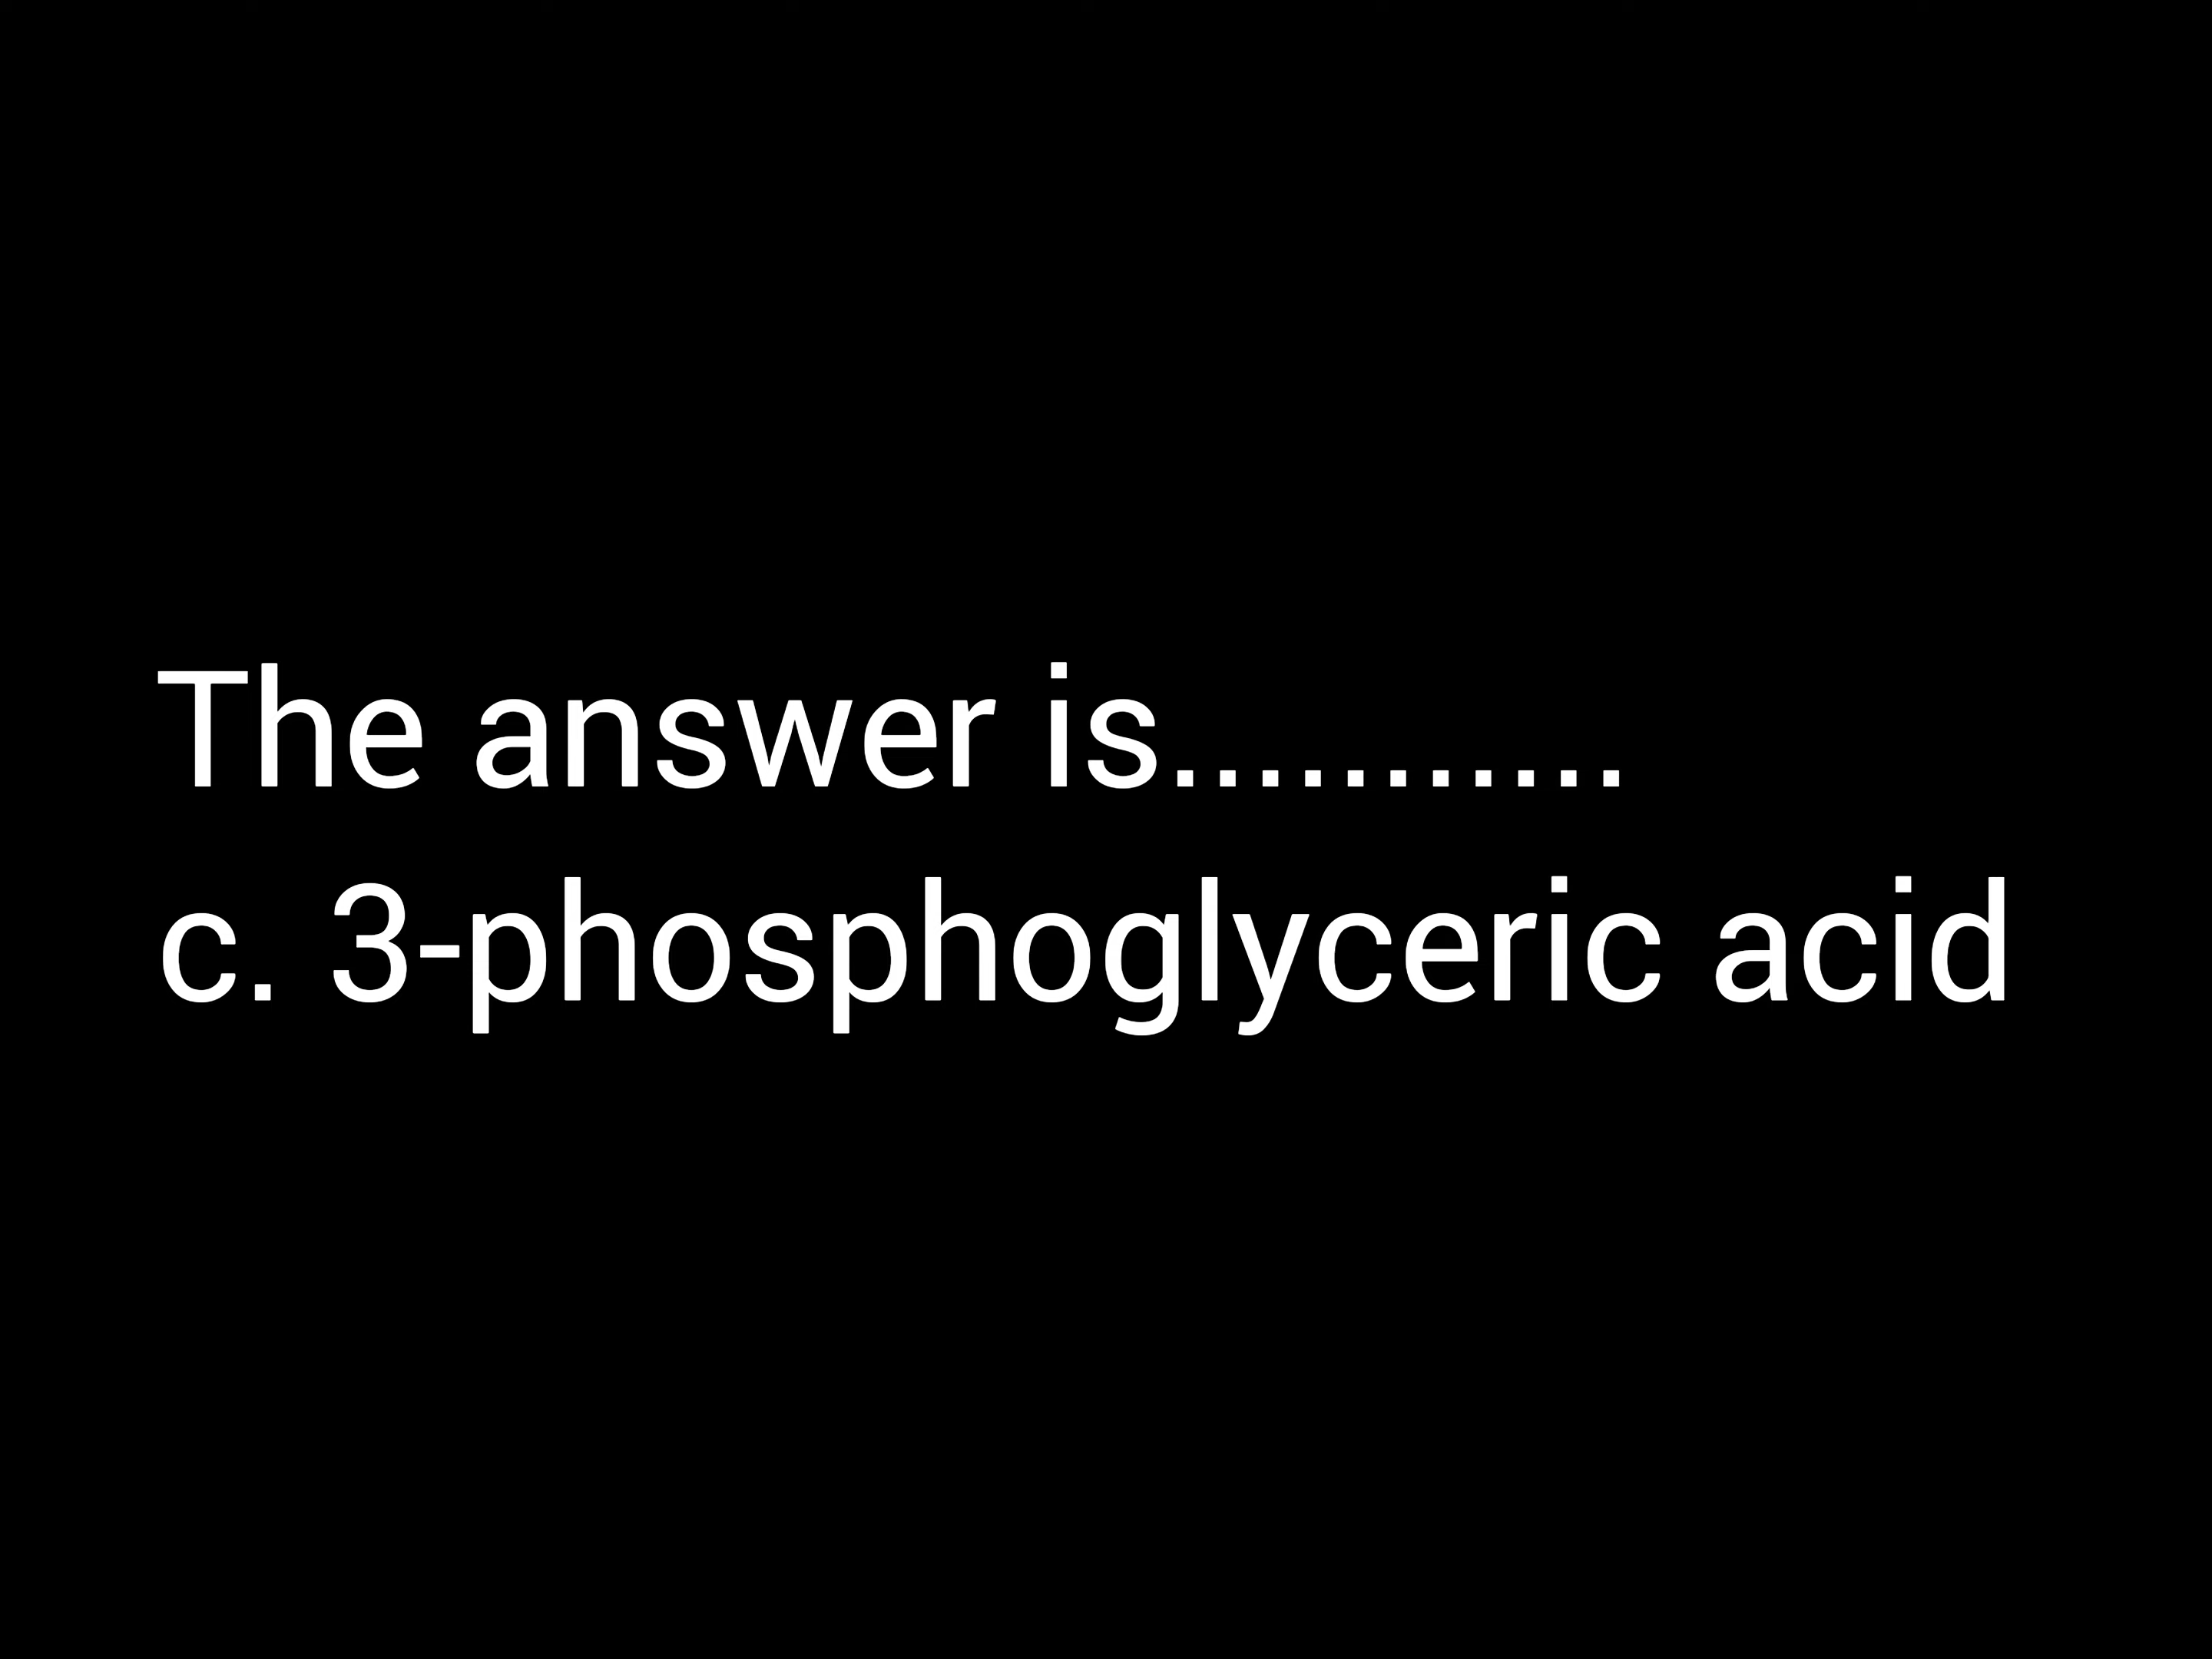 The answer is...........
c. 3-phosphoglyceric acid